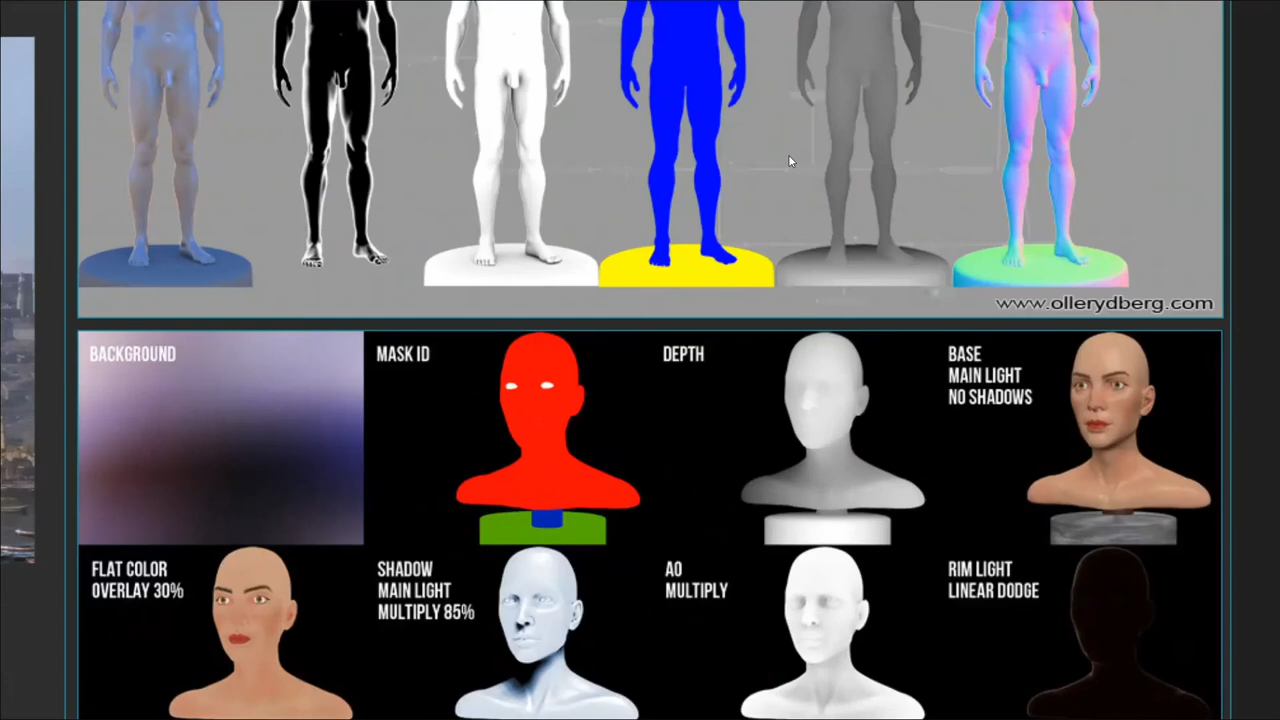 www.ollerydberg.com
BACKGROUND
MASK ID
DEPTH
BASE
MAIN LIGHT
NO SHADOWS
FLAT COLOR
OVERLAY 30%
SHADOW
MAIN LIGHT
MULTIPLY 85%
AO
MULTIPLY
RIM LIGHT
LINEAR DODGE